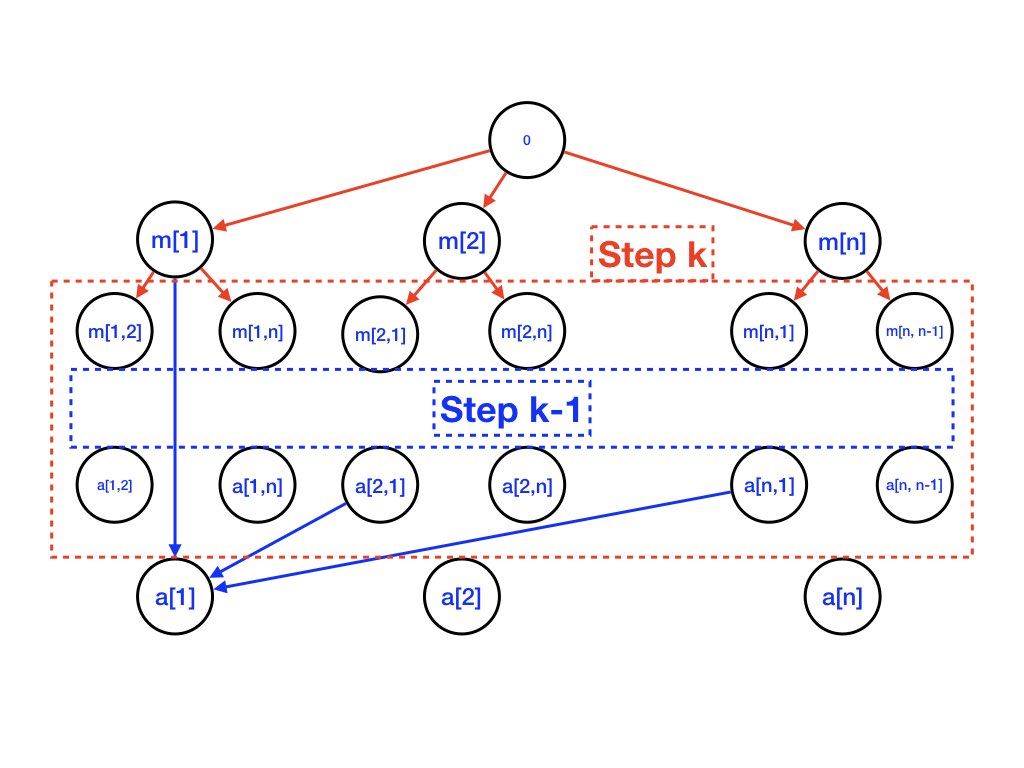 0
m[1]
m[2]
m[n]
Step k
m[1,2]
m[1,n]
m[2,1]
m[2,n]
m[n,1]
m[n, n-1]
Step k-1
a[1,2]
a[1,n]
a[2,1]
a[2,n]
a[n,1]
a[n, n-1]
a[1]
a[2]
a[n]